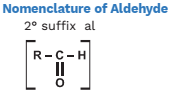 Nomenclature of Aldehyde
2° suffix al
R – C – H
O